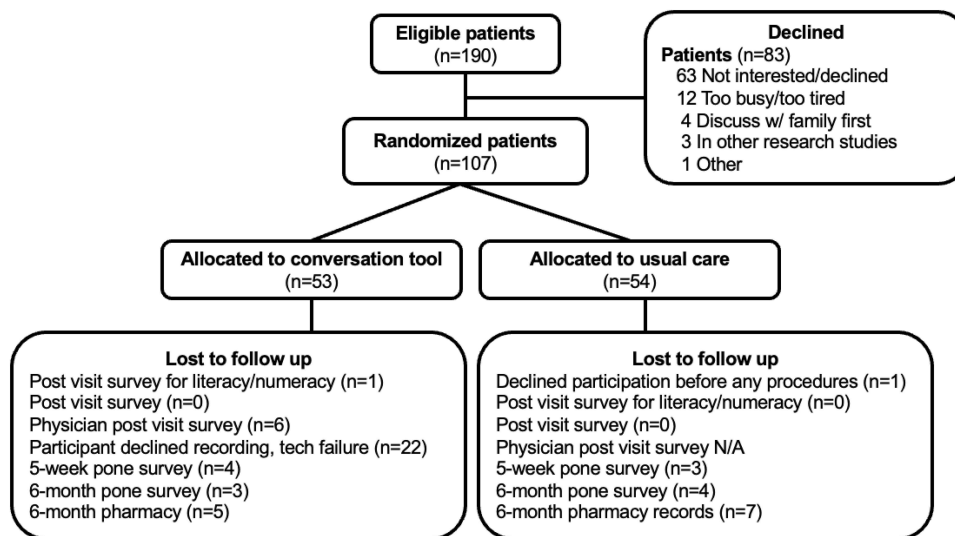 Eligible patients
(n=190)
Declined
Patients (n=83)
63 Not interested/declined
12 Too busy/too tired
4 Discuss w/ family first
3 In other research studies
1 Other
Randomized patients
(n=107)
Allocated to conversation tool
(n=53)
Allocated to usual care
(n=54)
Lost to follow up
Post visit survey for literacy/numeracy (n=1)
Post visit survey (n=0)
Physician post visit survey (n=6)
Participant declined recording, tech failure (n=22)
5-week pone survey (n=4)
6-month pone survey (n=3)
6-month pharmacy (n=5)
Lost to follow up
Declined participation before any procedures (n=1)
Post visit survey for literacy/numeracy (n=0)
Post visit survey (n=0)
Physician post visit survey N/A
5-week pone survey (n=3)
6-month pone survey (n=4)
6-month pharmacy records (n=7)